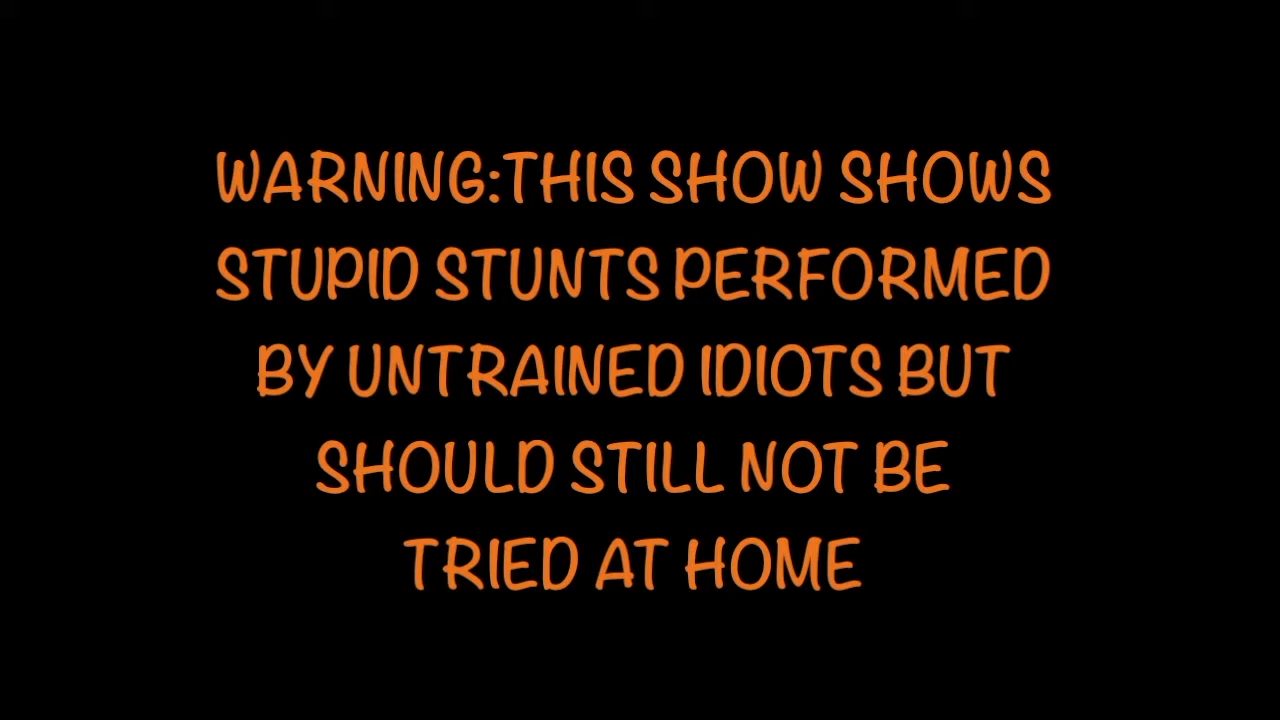 WARNING:THIS SHOW SHOWS
STUPID STUNTS PERFORMED
BY UNTRAINED IDIOTS BUT
SHOULD STILL NOT BE
TRIED AT HOME